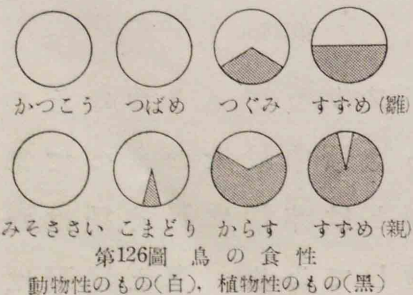 かつこう つばめ つぐみ すずめ(雛)
みそささい こまどり からす すずめ(親)
第126圖 鳥の食性
動物性のもの(白), 植物性のもの(黑)